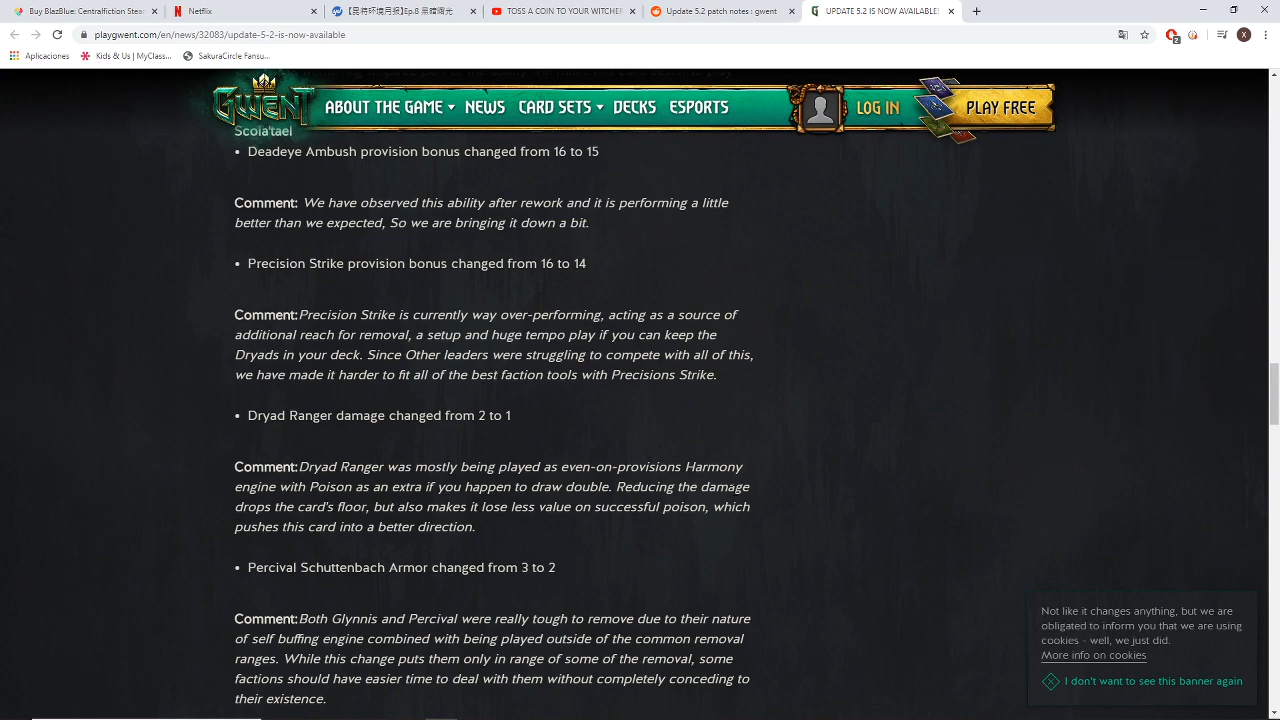 Buy BlazBlue: Centralfiction Stear
Netflix
TOSS A COIN TO YOUR WITCHER
Update 5.2 patch notes : gwent
UPDATE 5.2 IS NOW AVAILABLE!
playgwent.com/en/news/32083/update-5-2-is-now-available
2
X
Aplicaciones
Kids & Us | MyClass...
SakuraCircle Fansu...
GWENT
ABOUT THE GAME
NEWS
CARD SETS
DECKS
ESPORTS
LOG IN
PLAY FREE
Scoia'tael
• Deadeye Ambush provision bonus changed from 16 to 15
Comment: We have observed this ability after rework and it is performing a little
better than we expected, So we are bringing it down a bit.
• Precision Strike provision bonus changed from 16 to 14
Comment:Precision Strike is currently way over-performing, acting as a source of
additional reach for removal, a setup and huge tempo play if you can keep the
Dryads in your deck. Since Other leaders were struggling to compete with all of this,
we have made it harder to fit all of the best faction tools with Precisions Strike.
• Dryad Ranger damage changed from 2 to 1
Comment:Dryad Ranger was mostly being played as even-on-provisions Harmony
engine with Poison as an extra if you happen to draw double. Reducing the damage
drops the card's floor, but also makes it lose less value on successful poison, which
pushes this card into a better direction.
• Percival Schuttenbach Armor changed from 3 to 2
Comment:Both Glynnis and Percival were really tough to remove due to their nature
of self buffing engine combined with being played outside of the common removal
ranges. While this change puts them only in range of some of the removal, some
factions should have easier time to deal with them without completely conceding to
their existence.
Not like it changes anything, but we are
obligated to inform you that we are using
cookies - well, we just did.
More info on cookies
I don't want to see this banner again